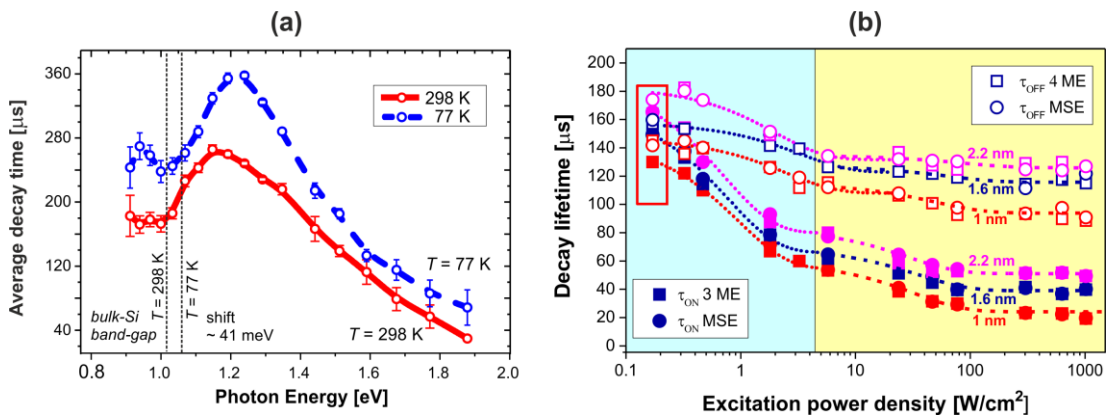 (a)
Average decay time [µs]
360
280
200
120
40
298 K
77 K
T = 298 K
T = 77 K
bulk-Si
band-gap
shift
~ 41 meV
T = 77 K
T = 298 K
0.8
1.0
1.2
1.4
1.6
1.8
2.0
Photon Energy [eV]
(b)
Decay lifetime [µs]
200
180
160
140
120
100
80
60
40
20
0
τOFF 4 ME
τOFF MSE
2.2 nm
1.6 nm
1 nm
2.2 nm
1.6 nm
1 nm
τON 3 ME
τON MSE
0.1
1
10
100
1000
Excitation power density [W/cm²]